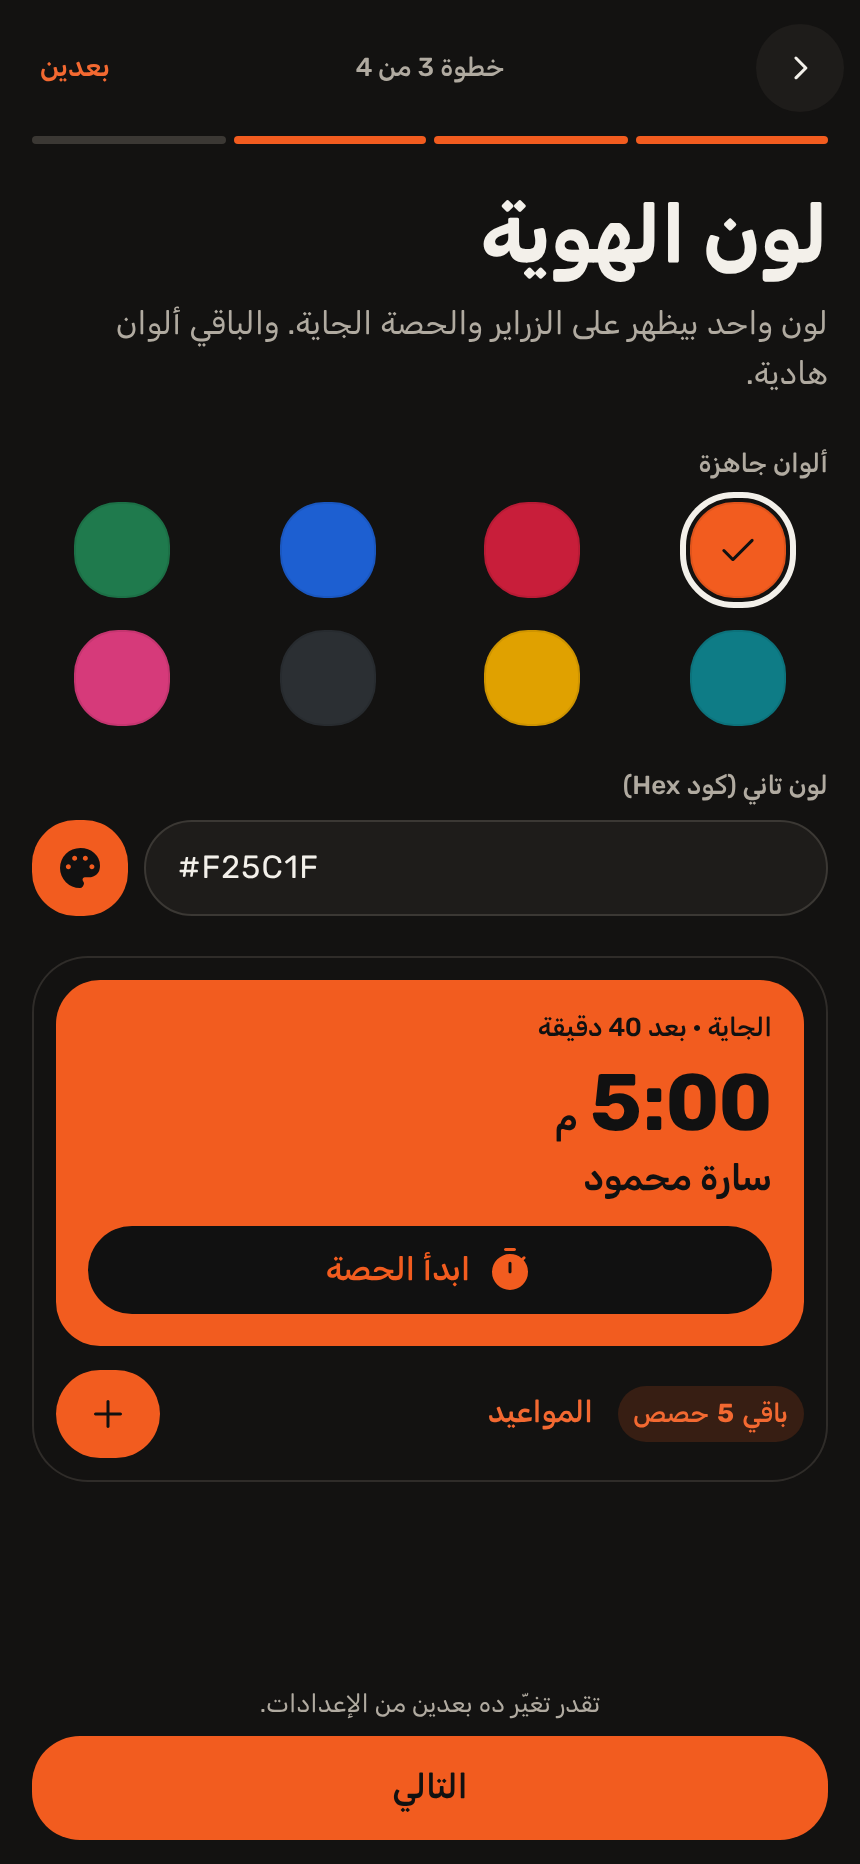 خطوة 3 من 4
بعدين
لون الهوية
لون واحد بيظهر على الزراير والحصة الجاية. والباقي ألوان
هادية.
ألوان جاهزة
لون تاني (كود Hex)
#F25C1F
الجاية • بعد 40 دقيقة
5:00 م
سارة محمود
ابدأ الحصة
باقي 5 حصص
المواعيد
تقدر تغيّر ده بعدين من الإعدادات.
التالي